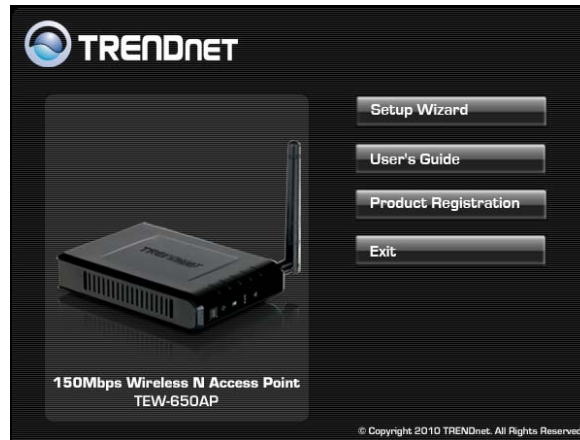 TRENDNET
Setup Wizard
User's Guide
Product Registration
Exit
TRENDNET
150Mbps Wireless N Access Point
TEW-650AP
© Copyright 2010 TRENDnet. All Rights Reserved